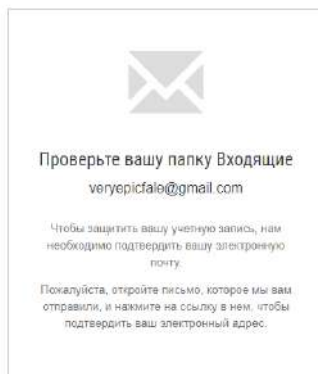 Проверьте вашу папку Входящие
veryepicfale@gmail.com
Чтобы защитить вашу учетную запись, нам
необходимо подтвердить вашу электронную
почту.
Пожалуйста, откройте письмо, которое мы вам
отправили, и нажмите на ссылку в нем, чтобы
подтвердить ваш электронный адрес.